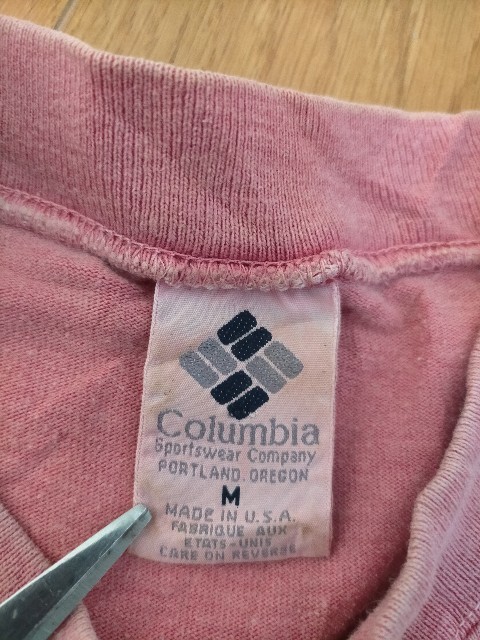 Columbia
Sportswear Company
PORTLAND. OREGON
M
MADE IN U.S.A.
FABRIQUE AUX
ETATS-UNIS
CARE ON REVERSE